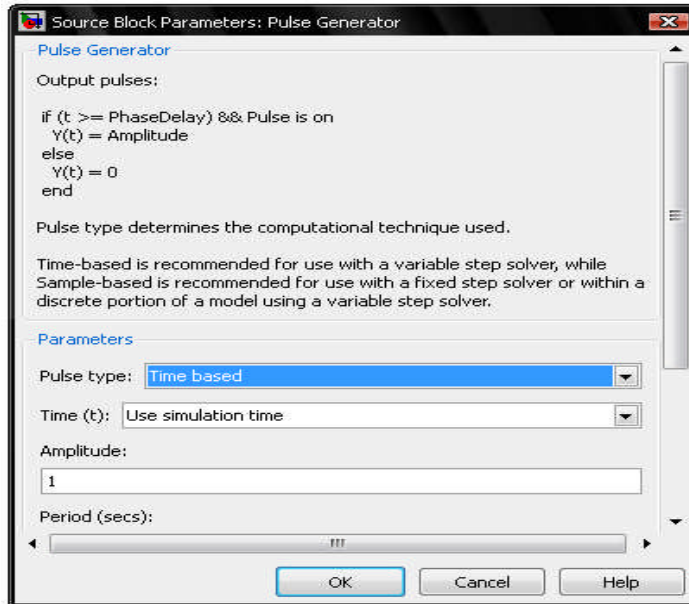 Source Block Parameters: Pulse Generator
Pulse Generator
Output pulses:
if (t >= PhaseDelay) && Pulse is on
Y(t) = Amplitude
else
Y(t) = 0
end
Pulse type determines the computational technique used.
Time-based is recommended for use with a variable step solver, while
Sample-based is recommended for use with a fixed step solver or within a
discrete portion of a model using a variable step solver.
Parameters
Pulse type: Time based
Time (t): Use simulation time
Amplitude:
1
Period (secs):
OK Cancel Help